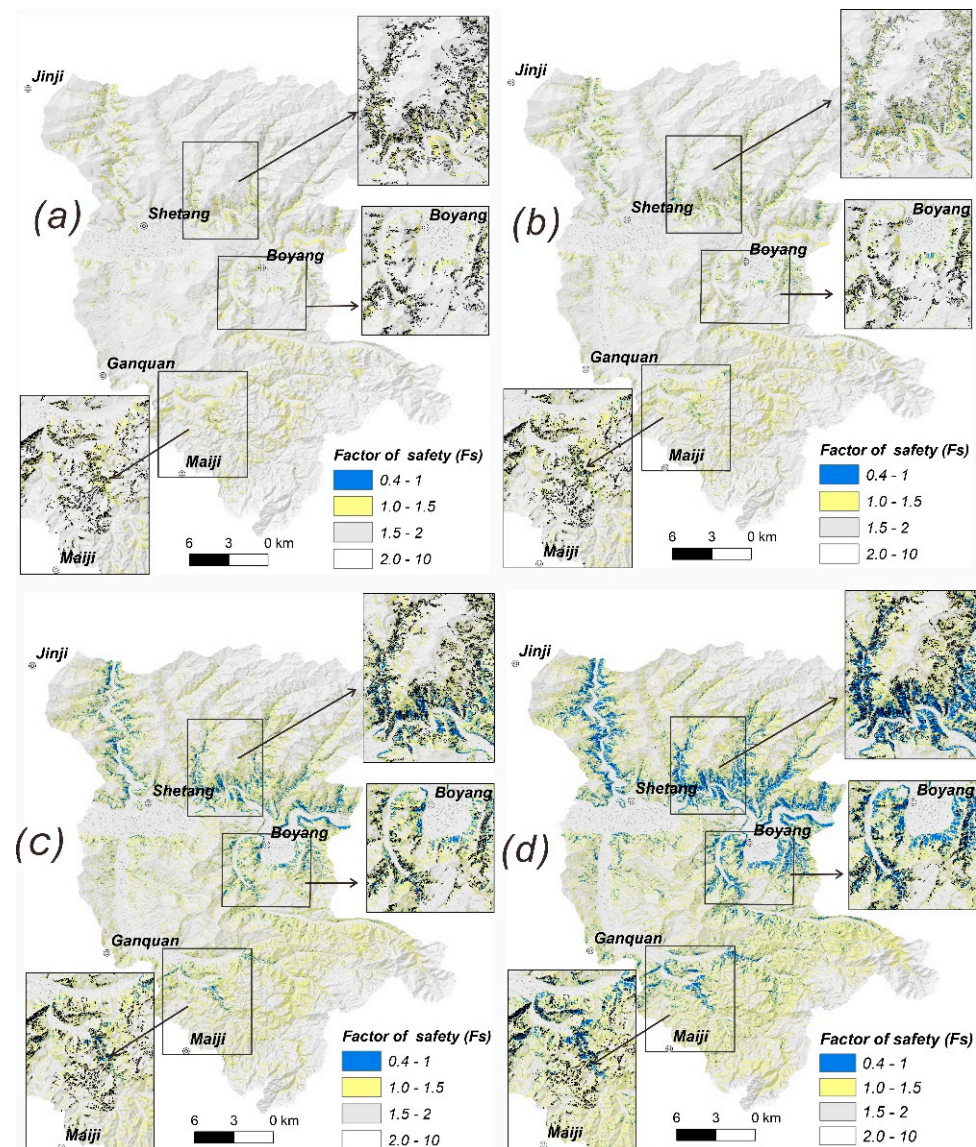 Jinji
(a)
Shetang
Boyang
Boyang
Ganquan
Maiji
Maiji
Factor of safety (Fs)
0.4 - 1
1.0 - 1.5
1.5 - 2
2.0 - 10
6 3 0 km
Jinji
(b)
Shetang
Boyang
Boyang
Ganquan
Maiji
Maiji
Factor of safety (Fs)
0.4 - 1
1.0 - 1.5
1.5 - 2
2.0 - 10
6 3 0 km
Jinji
Shetang
Boyang
Boyang
(c)
Ganquan
Maiji
Maiji
Factor of safety (Fs)
0.4 - 1
1.0 - 1.5
1.5 - 2
2.0 - 10
6 3 0 km
Jinji
Shetang
Boyang
Boyang
(d)
Ganquan
Maiji
Maiji
Factor of safety (Fs)
0.4 - 1
1.0 - 1.5
1.5 - 2
2.0 - 10
6 3 0 km